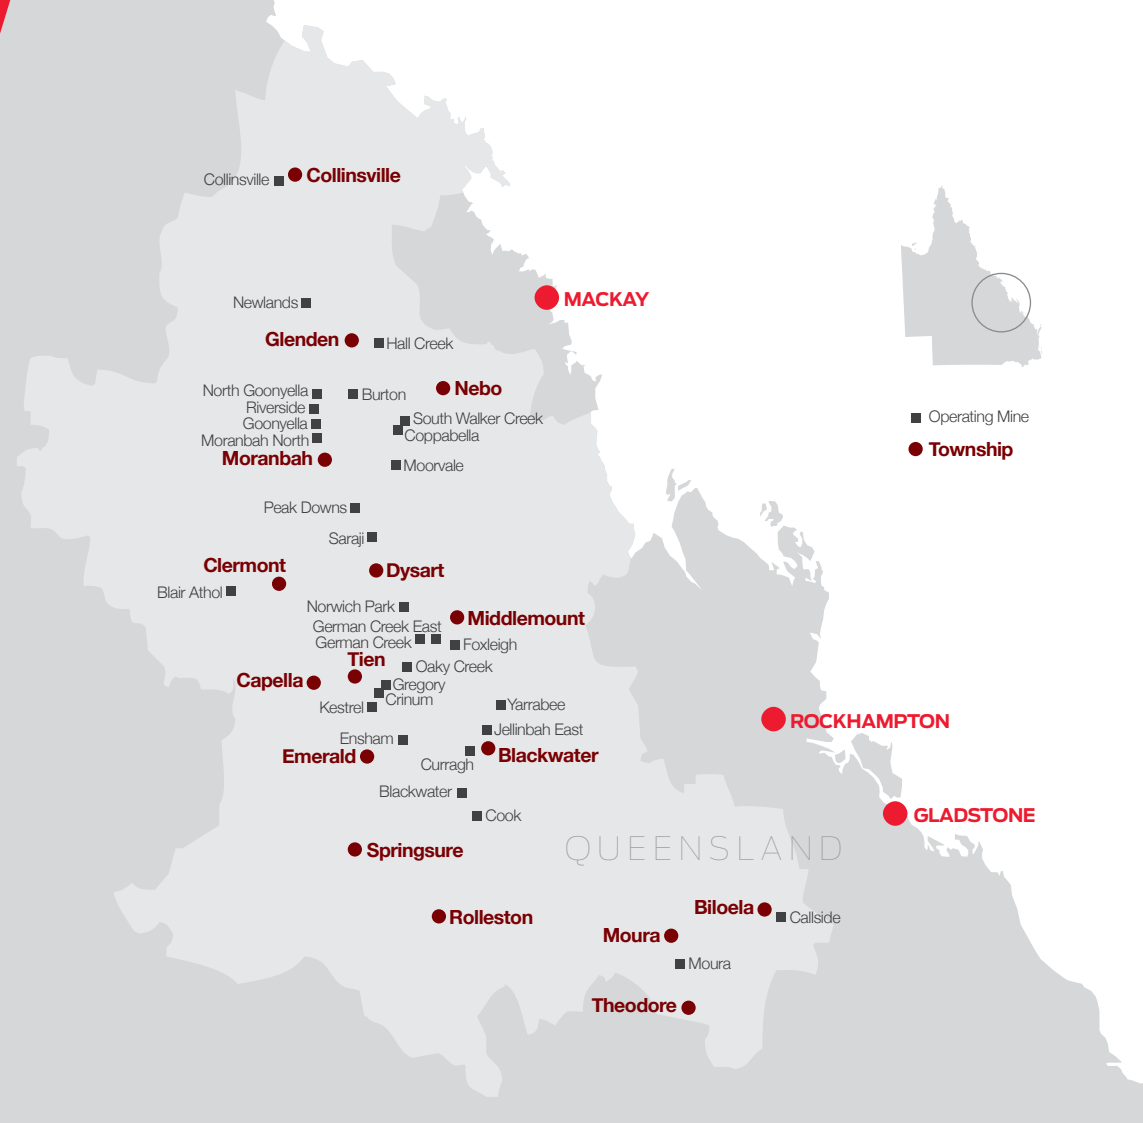 Collinsville
Collinsville
MACKAY
Newlands
Glenden
Hall Creek
North Goonyella
Burton
Nebo
Riverside
South Walker Creek
Goonyella
Coppabella
Moranbah North
Moranbah
Moorvale
Operating Mine
Township
Peak Downs
Saraji
Clermont
Dysart
Blair Athol
Norwich Park
Middlemount
German Creek East
German Creek
Foxleigh
Tien
Oaky Creek
Capella
Gregory
Crinum
Kestrel
Yarrabee
ROCKHAMPTON
Jellinbah East
Ensham
Emerald
Blackwater
Curragh
Blackwater
Cook
GLADSTONE
QUEENSLAND
Springsure
Rolleston
Biloela
Callside
Moura
Moura
Theodore